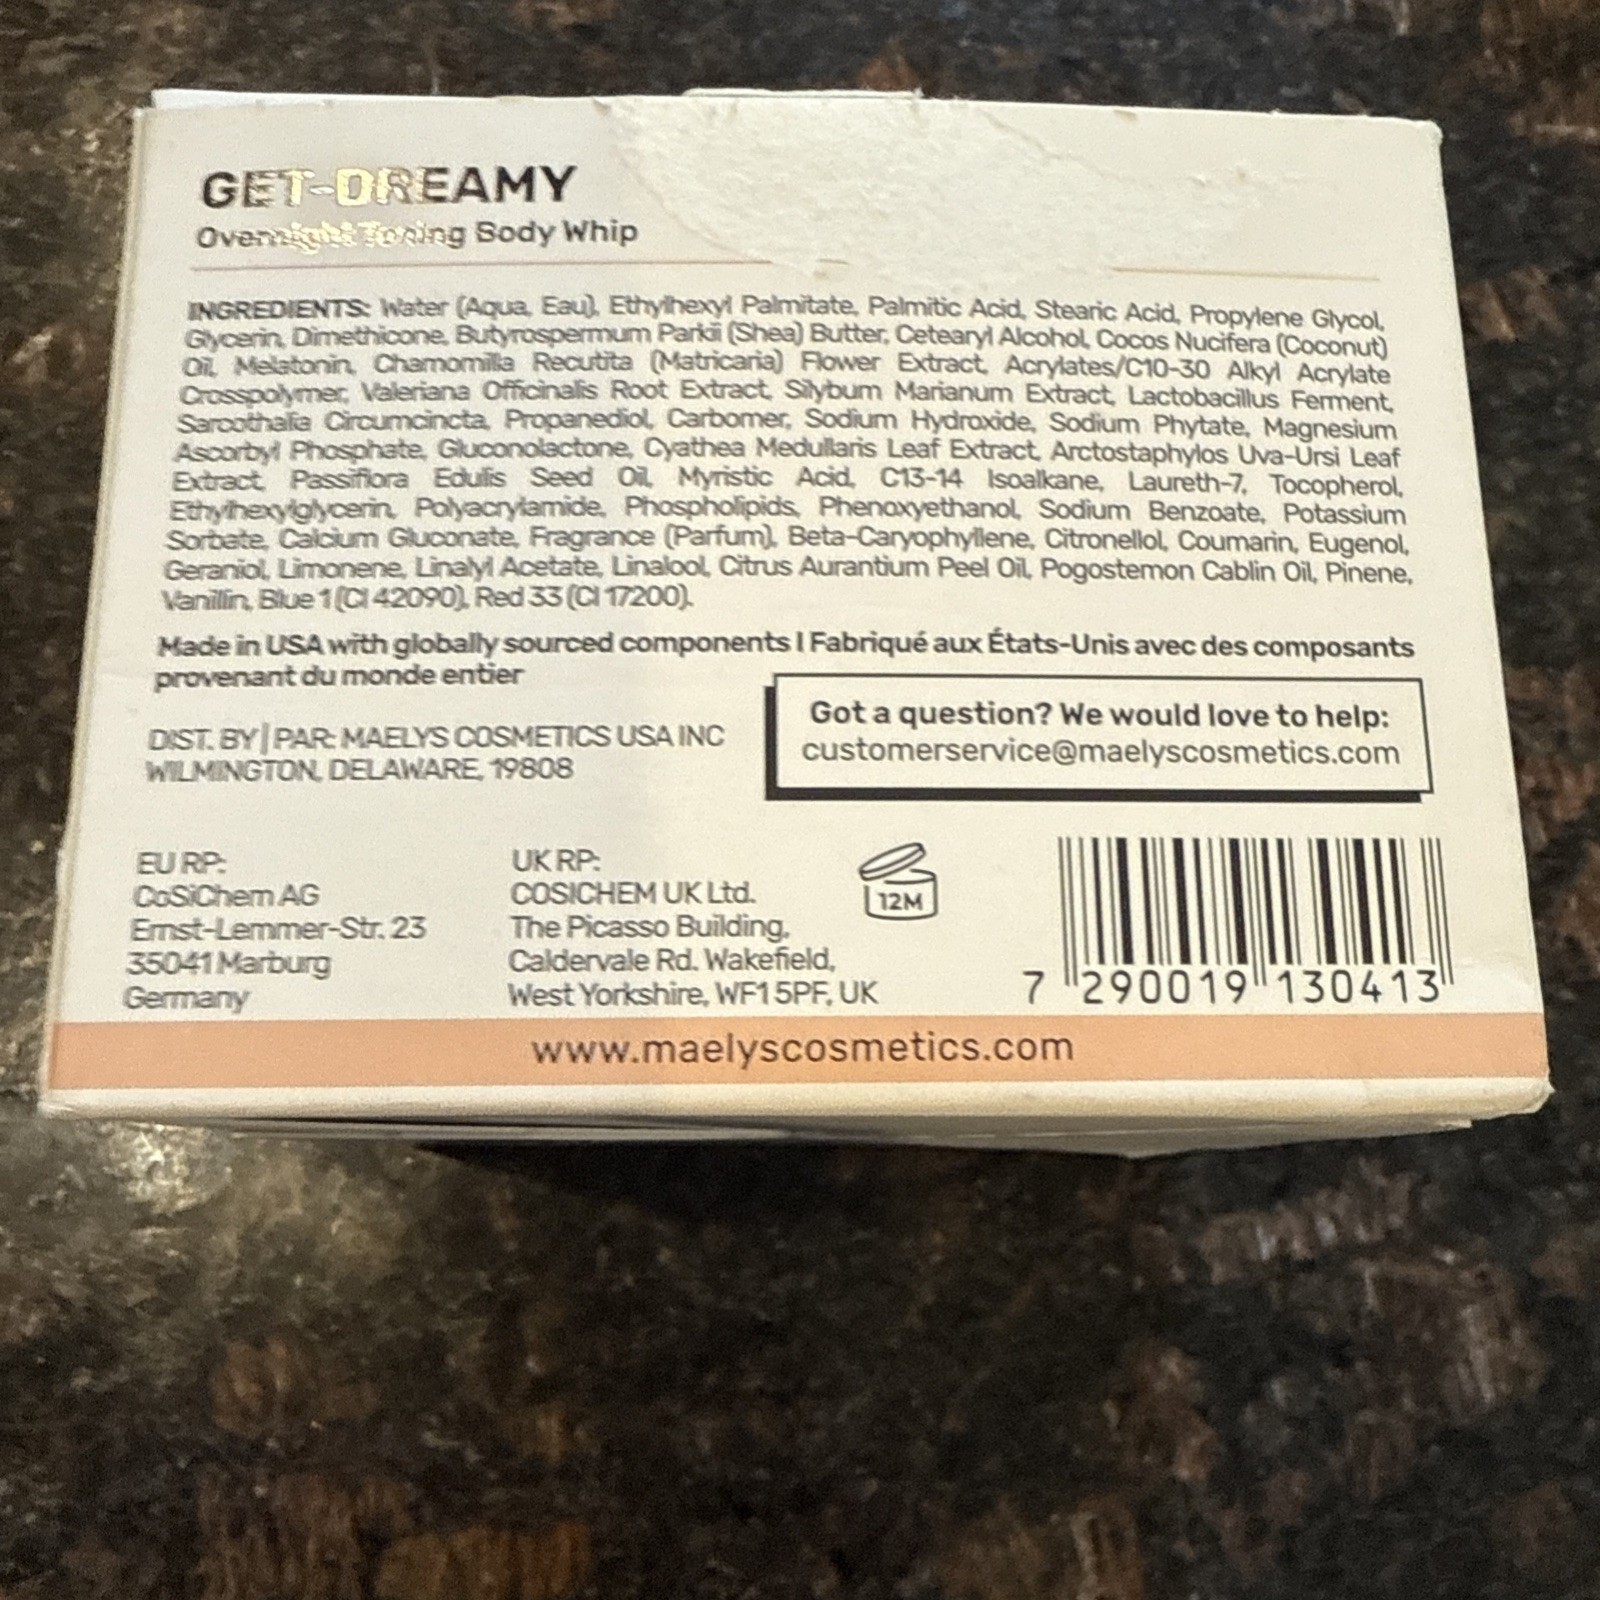 GET-DREAMY
Overnight Toning Body Whip
INGREDIENTS: Water (Aqua, Eau), Ethylhexyl Palmitate, Palmitic Acid, Stearic Acid, Propylene Glycol,
Glycerin, Dimethicone, Butyrospermum Parkii (Shea) Butter, Cetearyl Alcohol, Cocos Nucifera (Coconut)
Oil, Melatonin, Chamomilla Recutita (Matricaria) Flower Extract, Acrylates/C10-30 Alkyl Acrylate
Crosspolymer, Valeriana Officinalis Root Extract, Silybum Marianum Extract, Lactobacillus Ferment,
Sarcothalia Circumcincta, Propanediol, Carbomer, Sodium Hydroxide, Sodium Phytate, Magnesium
Ascorbyl Phosphate, Gluconolactone, Cyathea Medullaris Leaf Extract, Arctostaphylos Uva-Ursi Leaf
Extract, Passiflora Edulis Seed Oil, Myristic Acid, C13-14 Isoalkane, Laureth-7, Tocopherol,
Ethylhexylglycerin, Polyacrylamide, Phospholipids, Phenoxyethanol, Sodium Benzoate, Potassium
Sorbate, Calcium Gluconate, Fragrance (Parfum), Beta-Caryophyllene, Citronellol, Coumarin, Eugenol,
Geraniol, Limonene, Linalyl Acetate, Linalool, Citrus Aurantium Peel Oil, Pogostemon Cablin Oil, Pinene,
Vanillin, Blue 1 (CI 42090), Red 33 (CI 17200).
Made in USA with globally sourced components I Fabriqué aux États-Unis avec des composants
provenant du monde entier
DIST. BY | PAR: MAELYS COSMETICS USA INC
WILMINGTON, DELAWARE, 19808
Got a question? We would love to help:
customerservice@maelyscosmetics.com
EU RP:
CoSiChem AG
Ernst-Lemmer-Str. 23
35041 Marburg
Germany
UK RP:
COSICHEM UK Ltd.
The Picasso Building,
Caldervale Rd. Wakefield,
West Yorkshire, WF1 5PF, UK
12M
7 290019 130413
www.maelyscosmetics.com